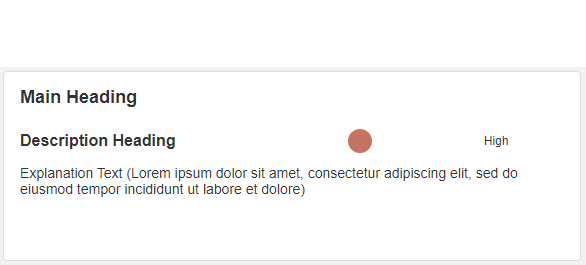 Main Heading
Description Heading High
Explanation Text (Lorem ipsum dolor sit amet, consectetur adipiscing elit, sed do
eiusmod tempor incididunt ut labore et dolore)